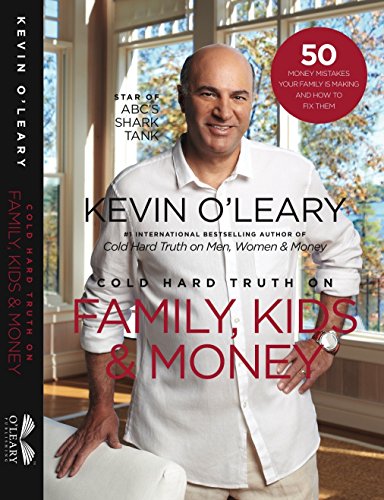 KEVIN O'LEARY
COLD HARD TRUTH ON
FAMILY, KIDS & MONEY
O'LEARY
PUBLISHING
50
MONEY MISTAKES
YOUR FAMILY IS MAKING
AND HOW TO
FIX THEM
STAR OF
ABC'S
SHARK
TANK
KEVIN O'LEARY
#1 INTERNATIONAL BESTSELLING AUTHOR OF
Cold Hard Truth on Men, Women & Money
COLD HARD TRUTH ON
FAMILY, KIDS
& MONEY